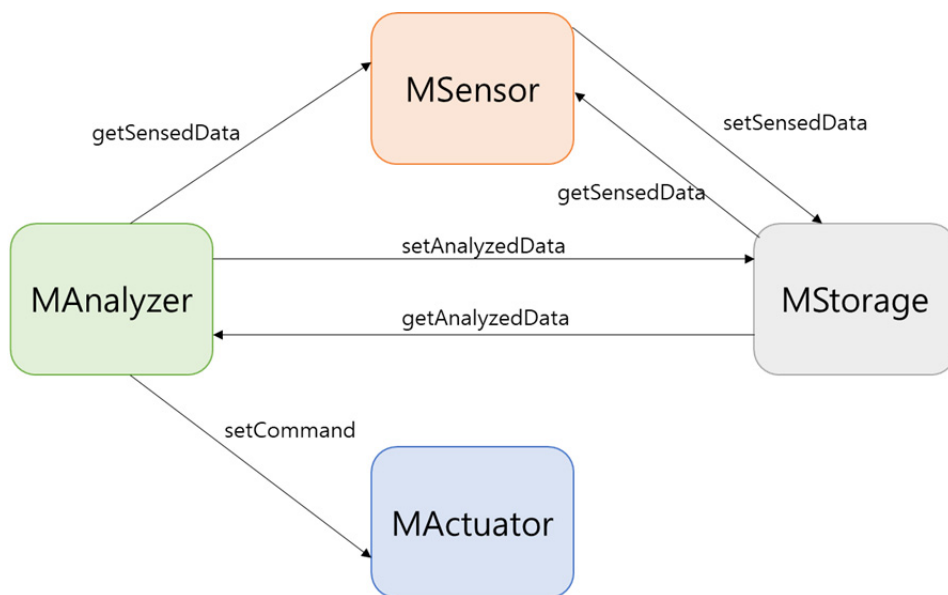 MSensor
getSensedData
setSensedData
getSensedData
setAnalyzedData
MAnalyzer
MStorage
getAnalyzedData
setCommand
MActuator